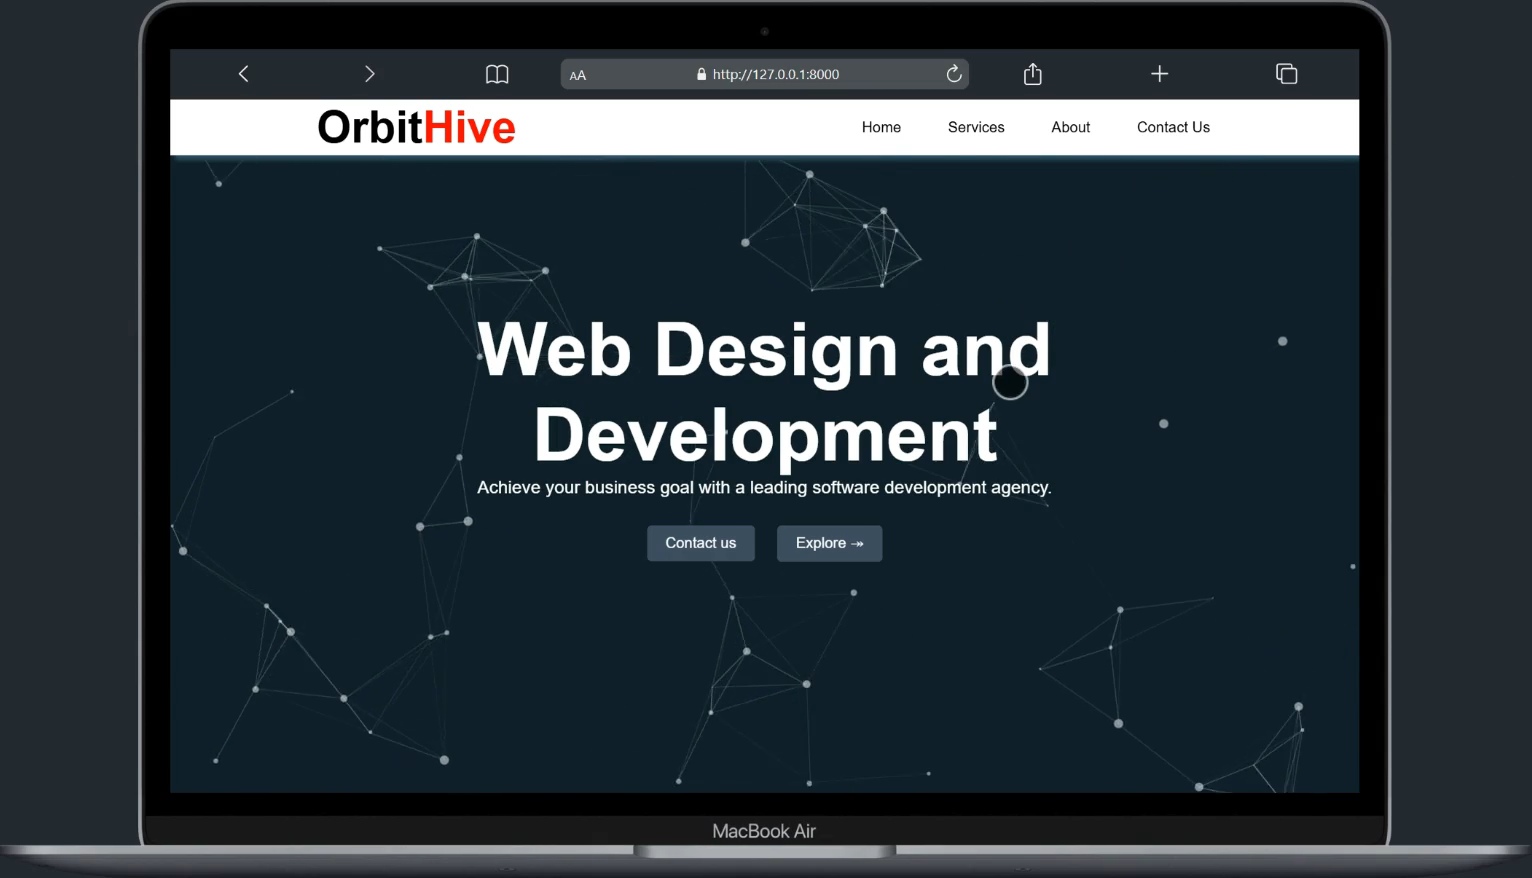 AA http://127.0.0.1:8000
OrbitHive Home Services About Contact Us
Web Design and
Development
Achieve your business goal with a leading software development agency.
Contact us Explore ↠
MacBook Air